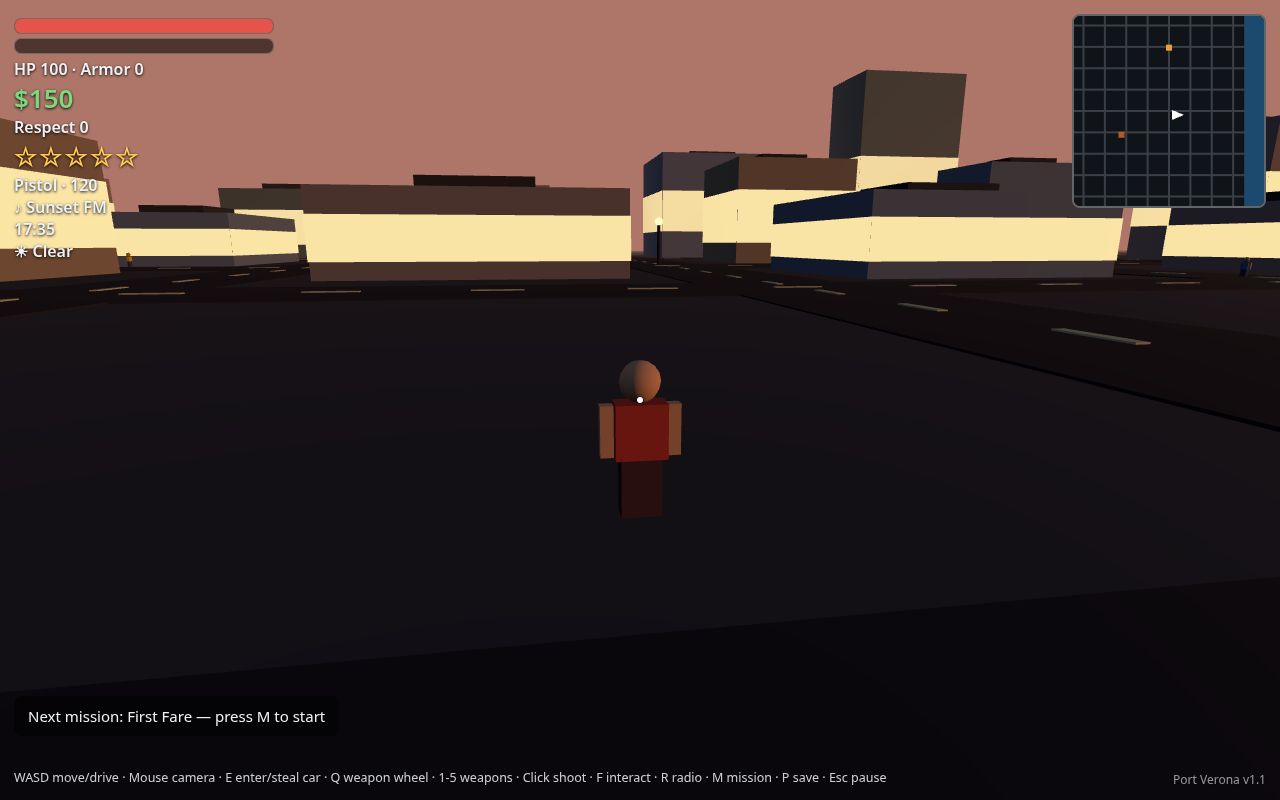 HP 100 · Armor 0
$150
Respect 0
☆☆☆☆☆
Pistol · 120
♪ Sunset FM
17:35
☀ Clear
Next mission: First Fare — press M to start
WASD move/drive · Mouse camera · E enter/steal car · Q weapon wheel · 1-5 weapons · Click shoot · F interact · R radio · M mission · P save · Esc pause
Port Verona v1.1